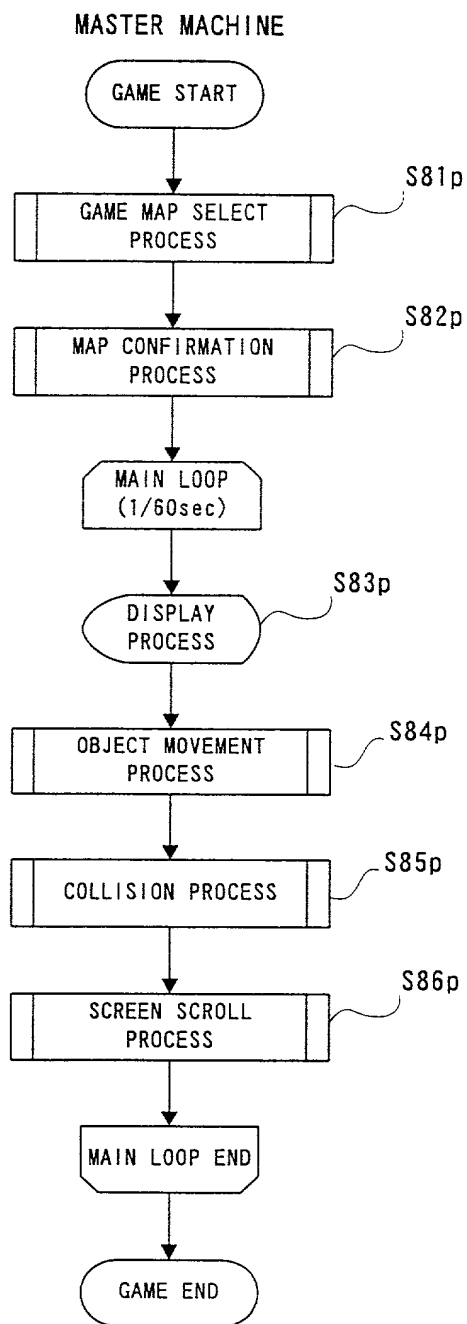 MASTER MACHINE
GAME START
S81p
GAME MAP SELECT
PROCESS
S82p
MAP CONFIRMATION
PROCESS
MAIN LOOP
(1/60sec)
S83p
DISPLAY
PROCESS
S84p
OBJECT MOVEMENT
PROCESS
S85p
COLLISION PROCESS
S86p
SCREEN SCROLL
PROCESS
MAIN LOOP END
GAME END